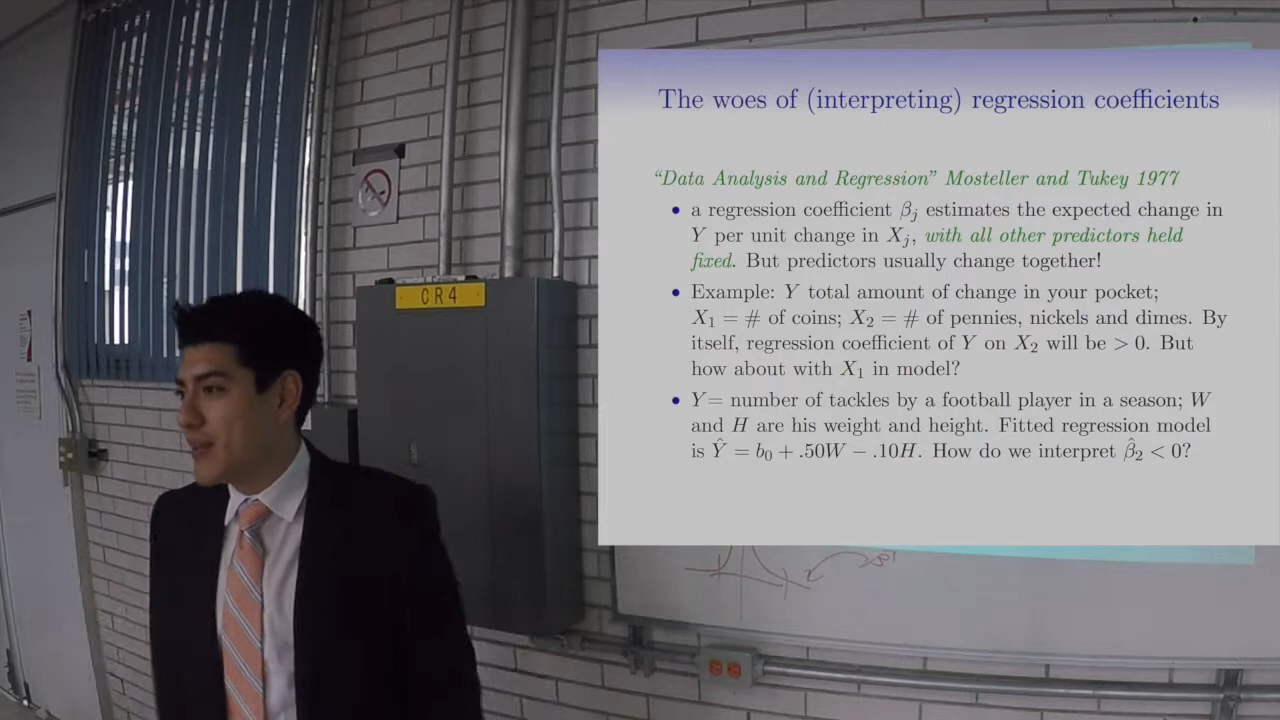 CR4
The woes of (interpreting) regression coefficients
“Data Analysis and Regression” Mosteller and Tukey 1977
• a regression coefficient βj estimates the expected change in
Y per unit change in Xj, with all other predictors held
fixed. But predictors usually change together!
• Example: Y total amount of change in your pocket;
X1 = # of coins; X2 = # of pennies, nickels and dimes. By
itself, regression coefficient of Y on X2 will be > 0. But
how about with X1 in model?
• Y= number of tackles by a football player in a season; W
and H are his weight and height. Fitted regression model
is Ŷ = b0 + .50W − .10H. How do we interpret β̂2 < 0?